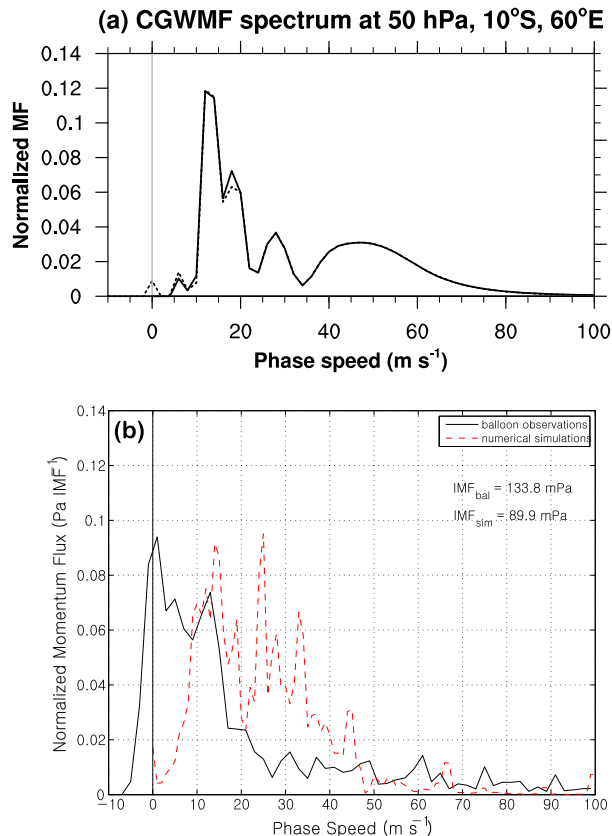 (a) CGWMF spectrum at 50 hPa, 10°S, 60°E
0.14
0.12
0.1
0.08
0.06
0.04
0.02
0
Normalized MF
0 20 40 60 80 100
Phase speed (m s⁻¹)
(b)
balloon observations
numerical simulations
IMF_bal = 133.8 mPa
IMF_sim = 89.9 mPa
0.14
0.12
0.1
0.08
0.06
0.04
0.02
0
Normalized Momentum Flux (Pa IMF⁻¹)
-10 0 10 20 30 40 50 60 70 80 90 100
Phase Speed (m s⁻¹)